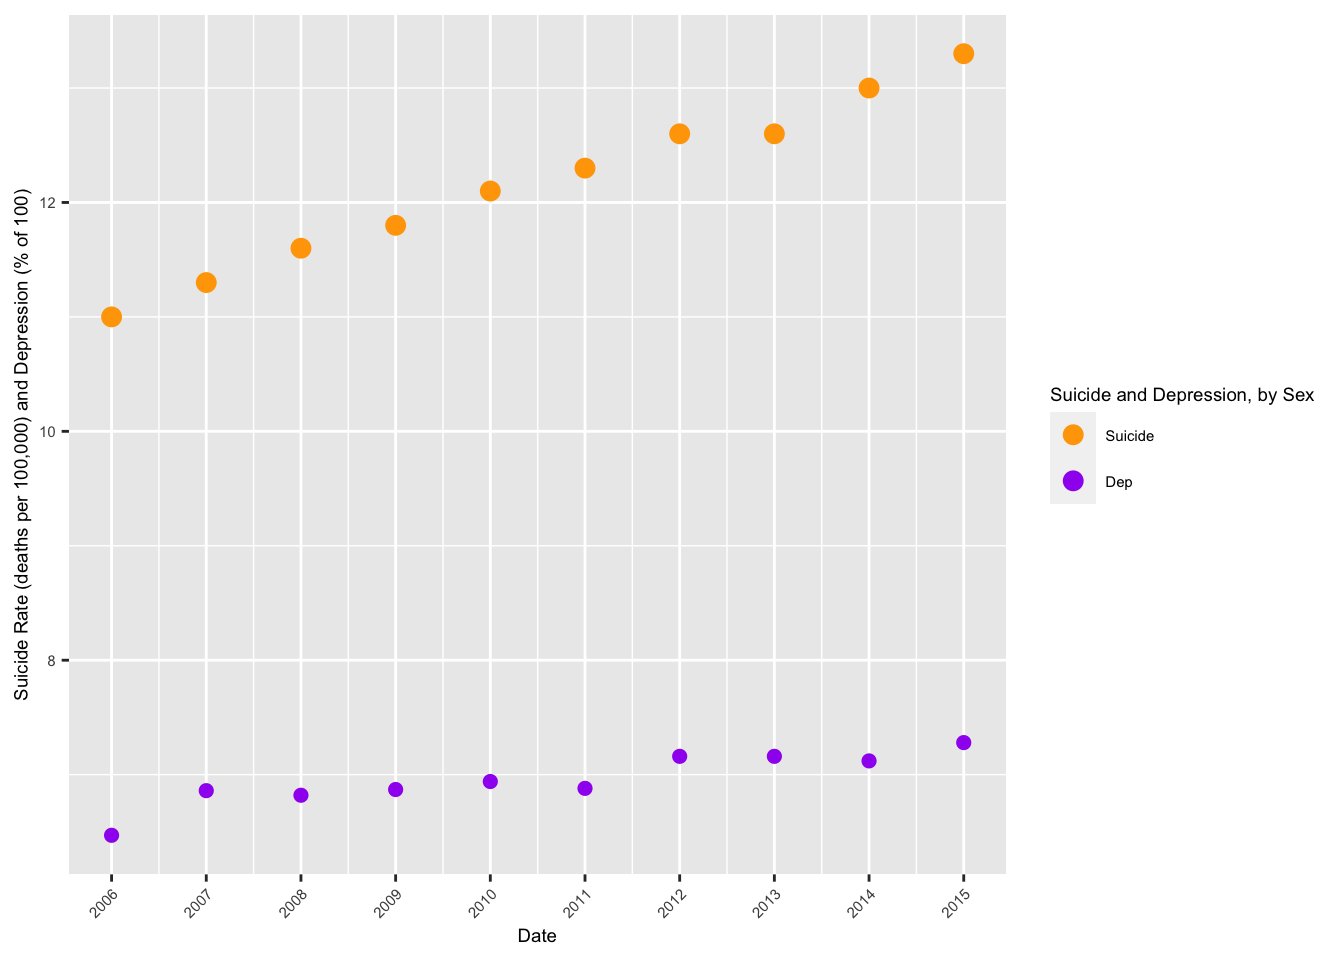 Suicide Rate (deaths per 100,000) and Depression (% of 100)
12
10
8
2006 2007 2008 2009 2010 2011 2012 2013 2014 2015
Date
Suicide and Depression, by Sex
Suicide
Dep